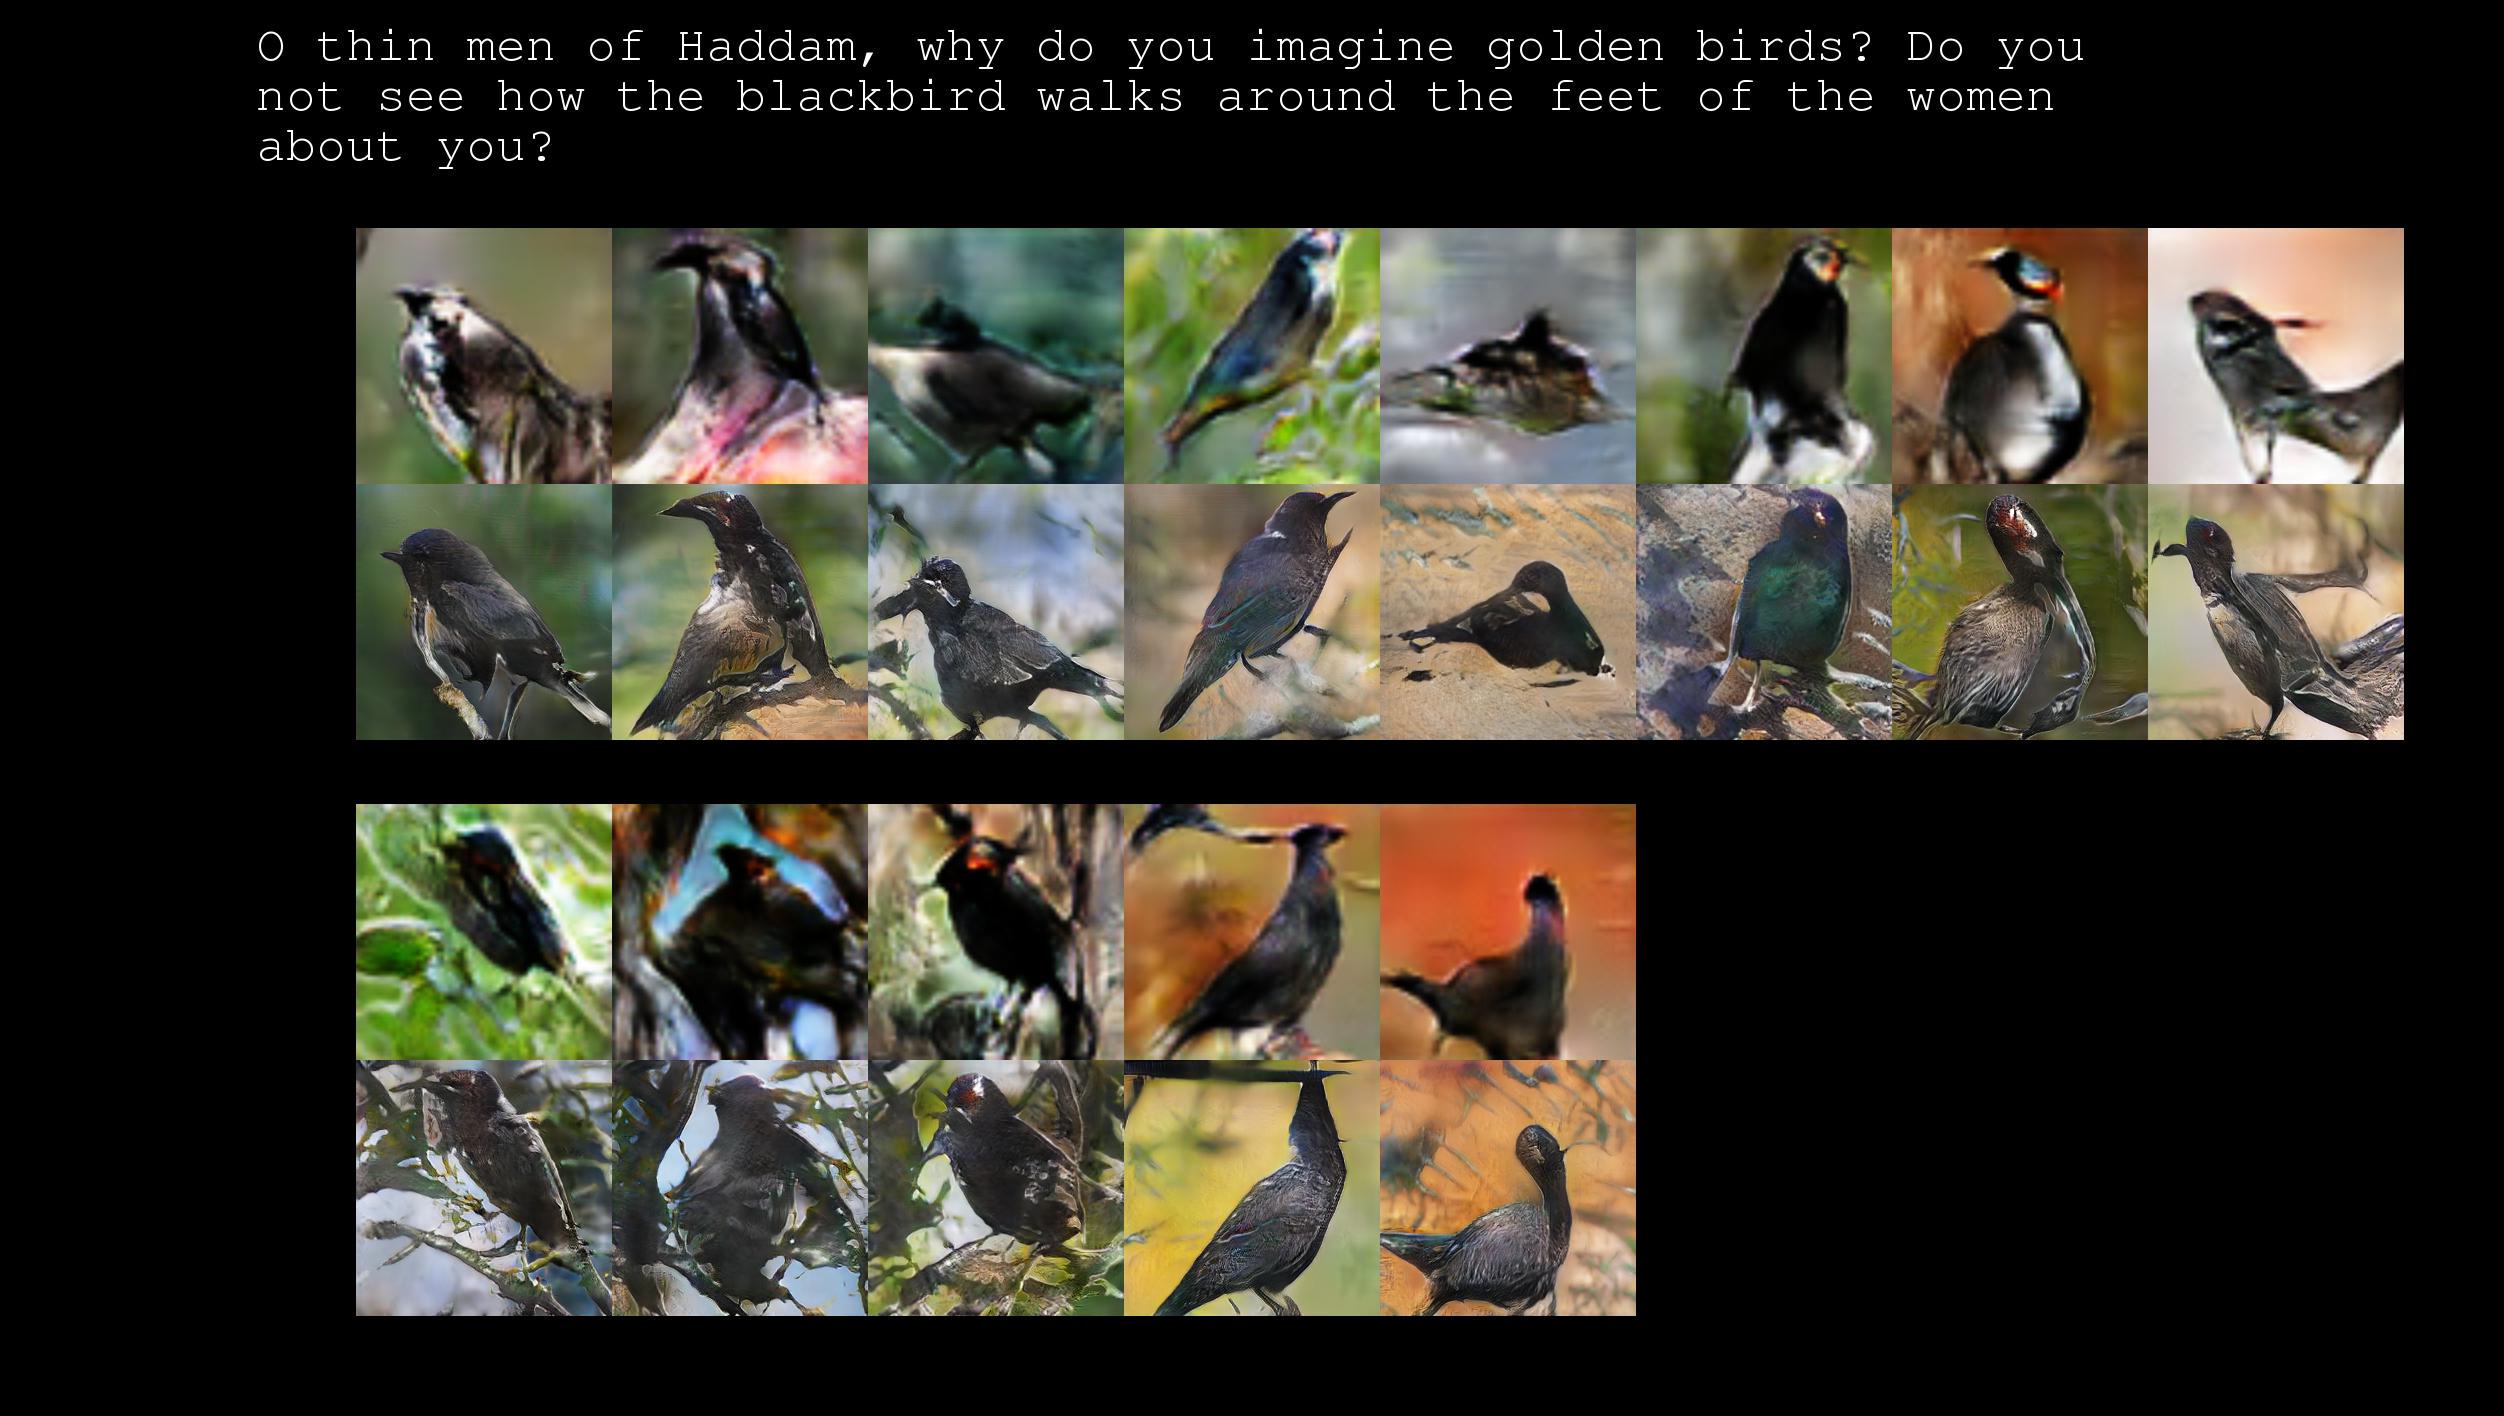 O thin men of Haddam, why do you imagine golden birds? Do you
not see how the blackbird walks around the feet of the women
about you?